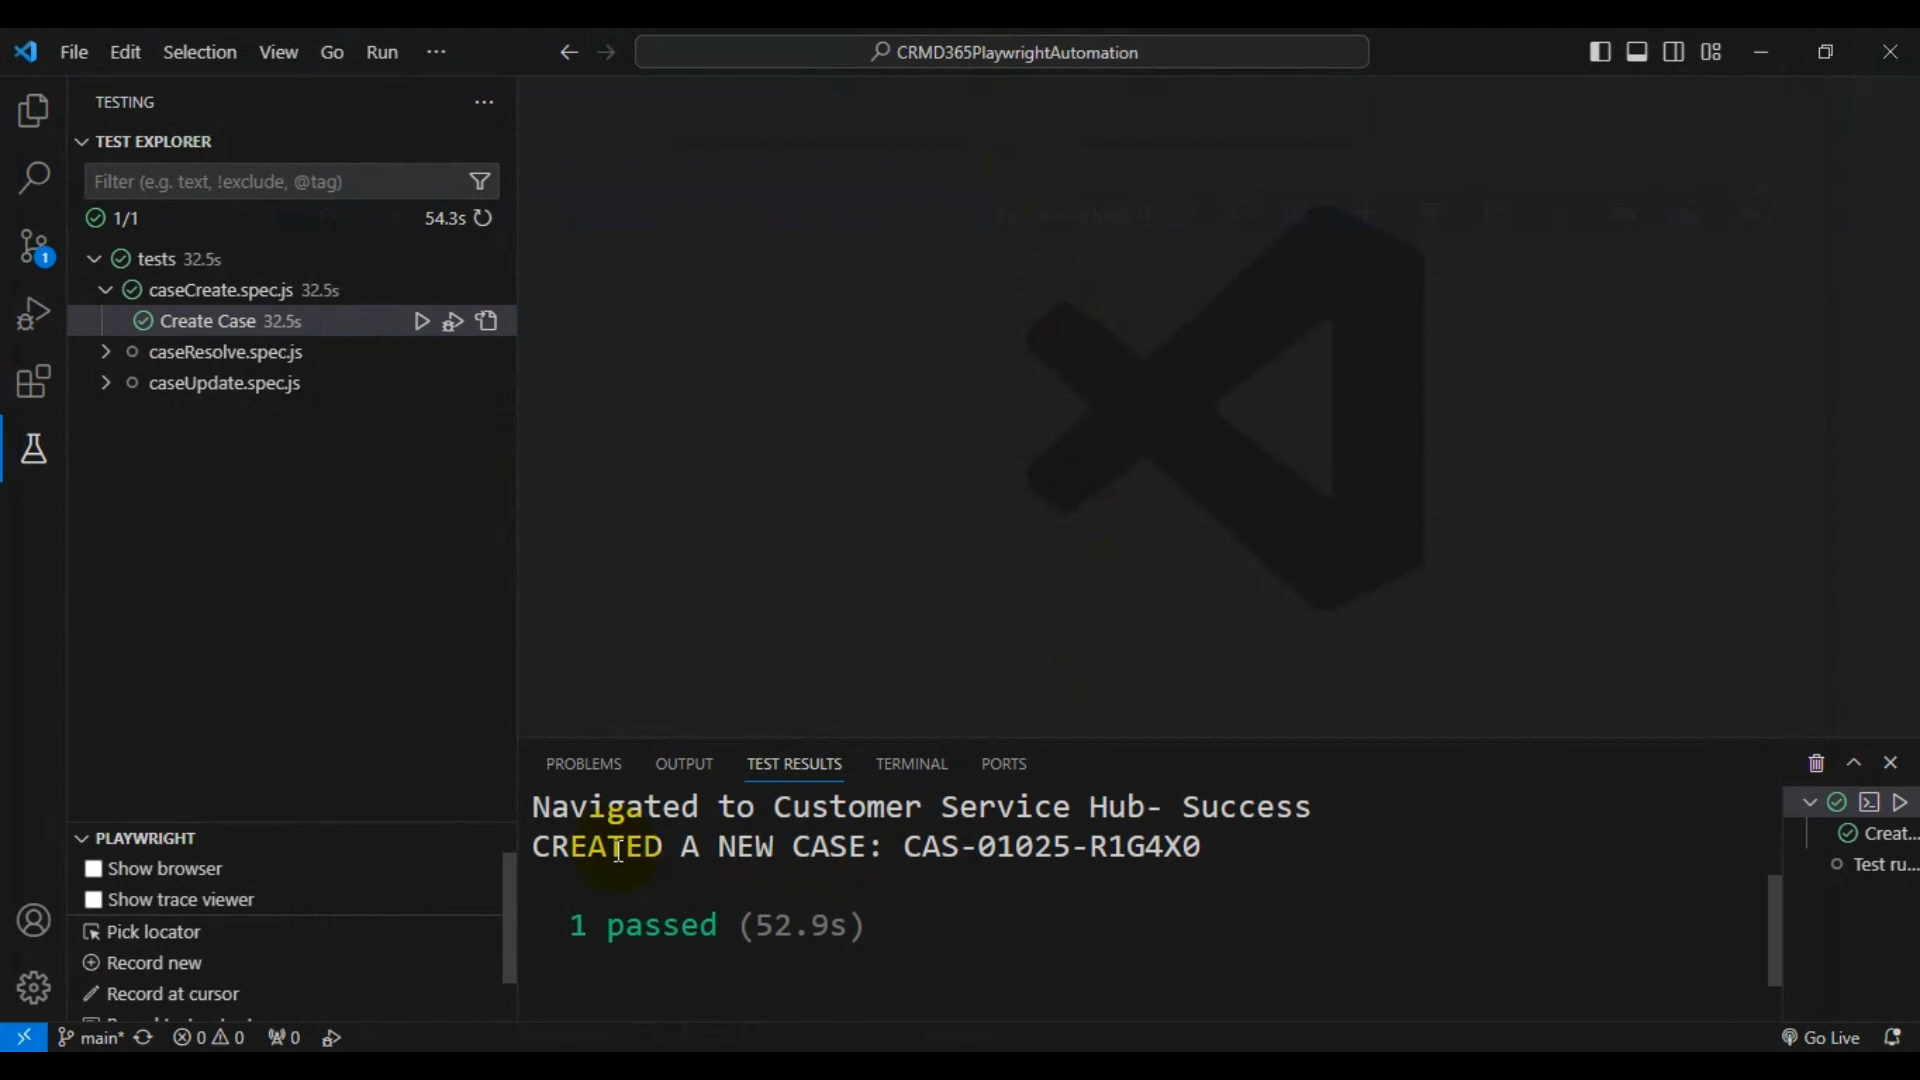 File Edit Selection View Go Run ···
CRMD365PlaywrightAutomation
TESTING
TEST EXPLORER
Filter (e.g. text, !exclude, @tag)
1/1 54.3s
tests 32.5s
caseCreate.spec.js 32.5s
Create Case 32.5s
caseResolve.spec.js
caseUpdate.spec.js
1
PROBLEMS OUTPUT TEST RESULTS TERMINAL PORTS
Navigated to Customer Service Hub- Success
CREATED A NEW CASE: CAS-01025-R1G4X0
1 passed (52.9s)
Creat...
Test ru...
PLAYWRIGHT
Show browser
Show trace viewer
Pick locator
Record new
Record at cursor
main* 0 0 0 Go Live